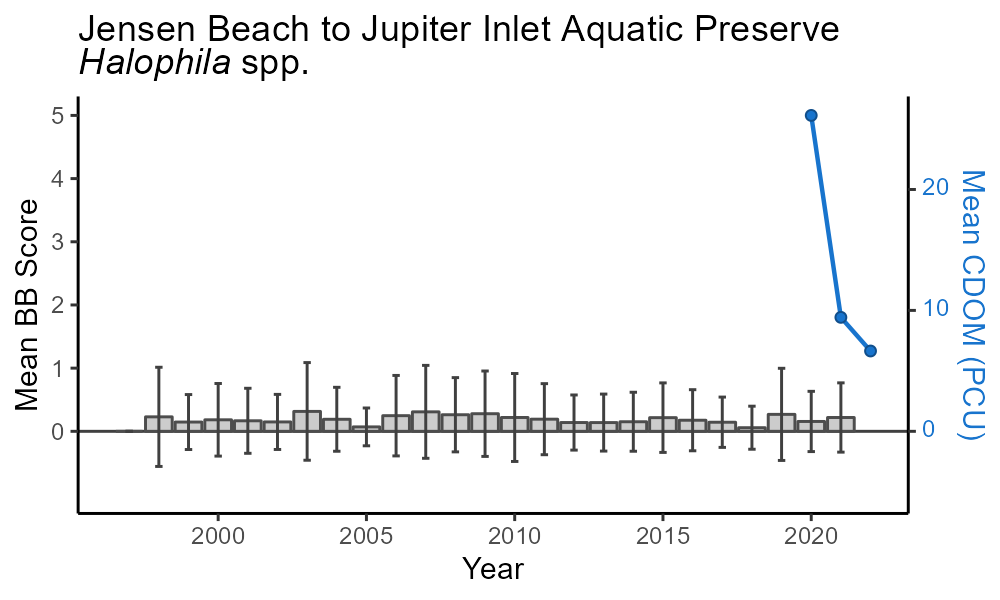 Jensen Beach to Jupiter Inlet Aquatic Preserve
Halophila spp.
Mean BB Score
5
4
3
2
1
0
20
10
0
Mean CDOM (PCU)
2000
2005
2010
2015
2020
Year